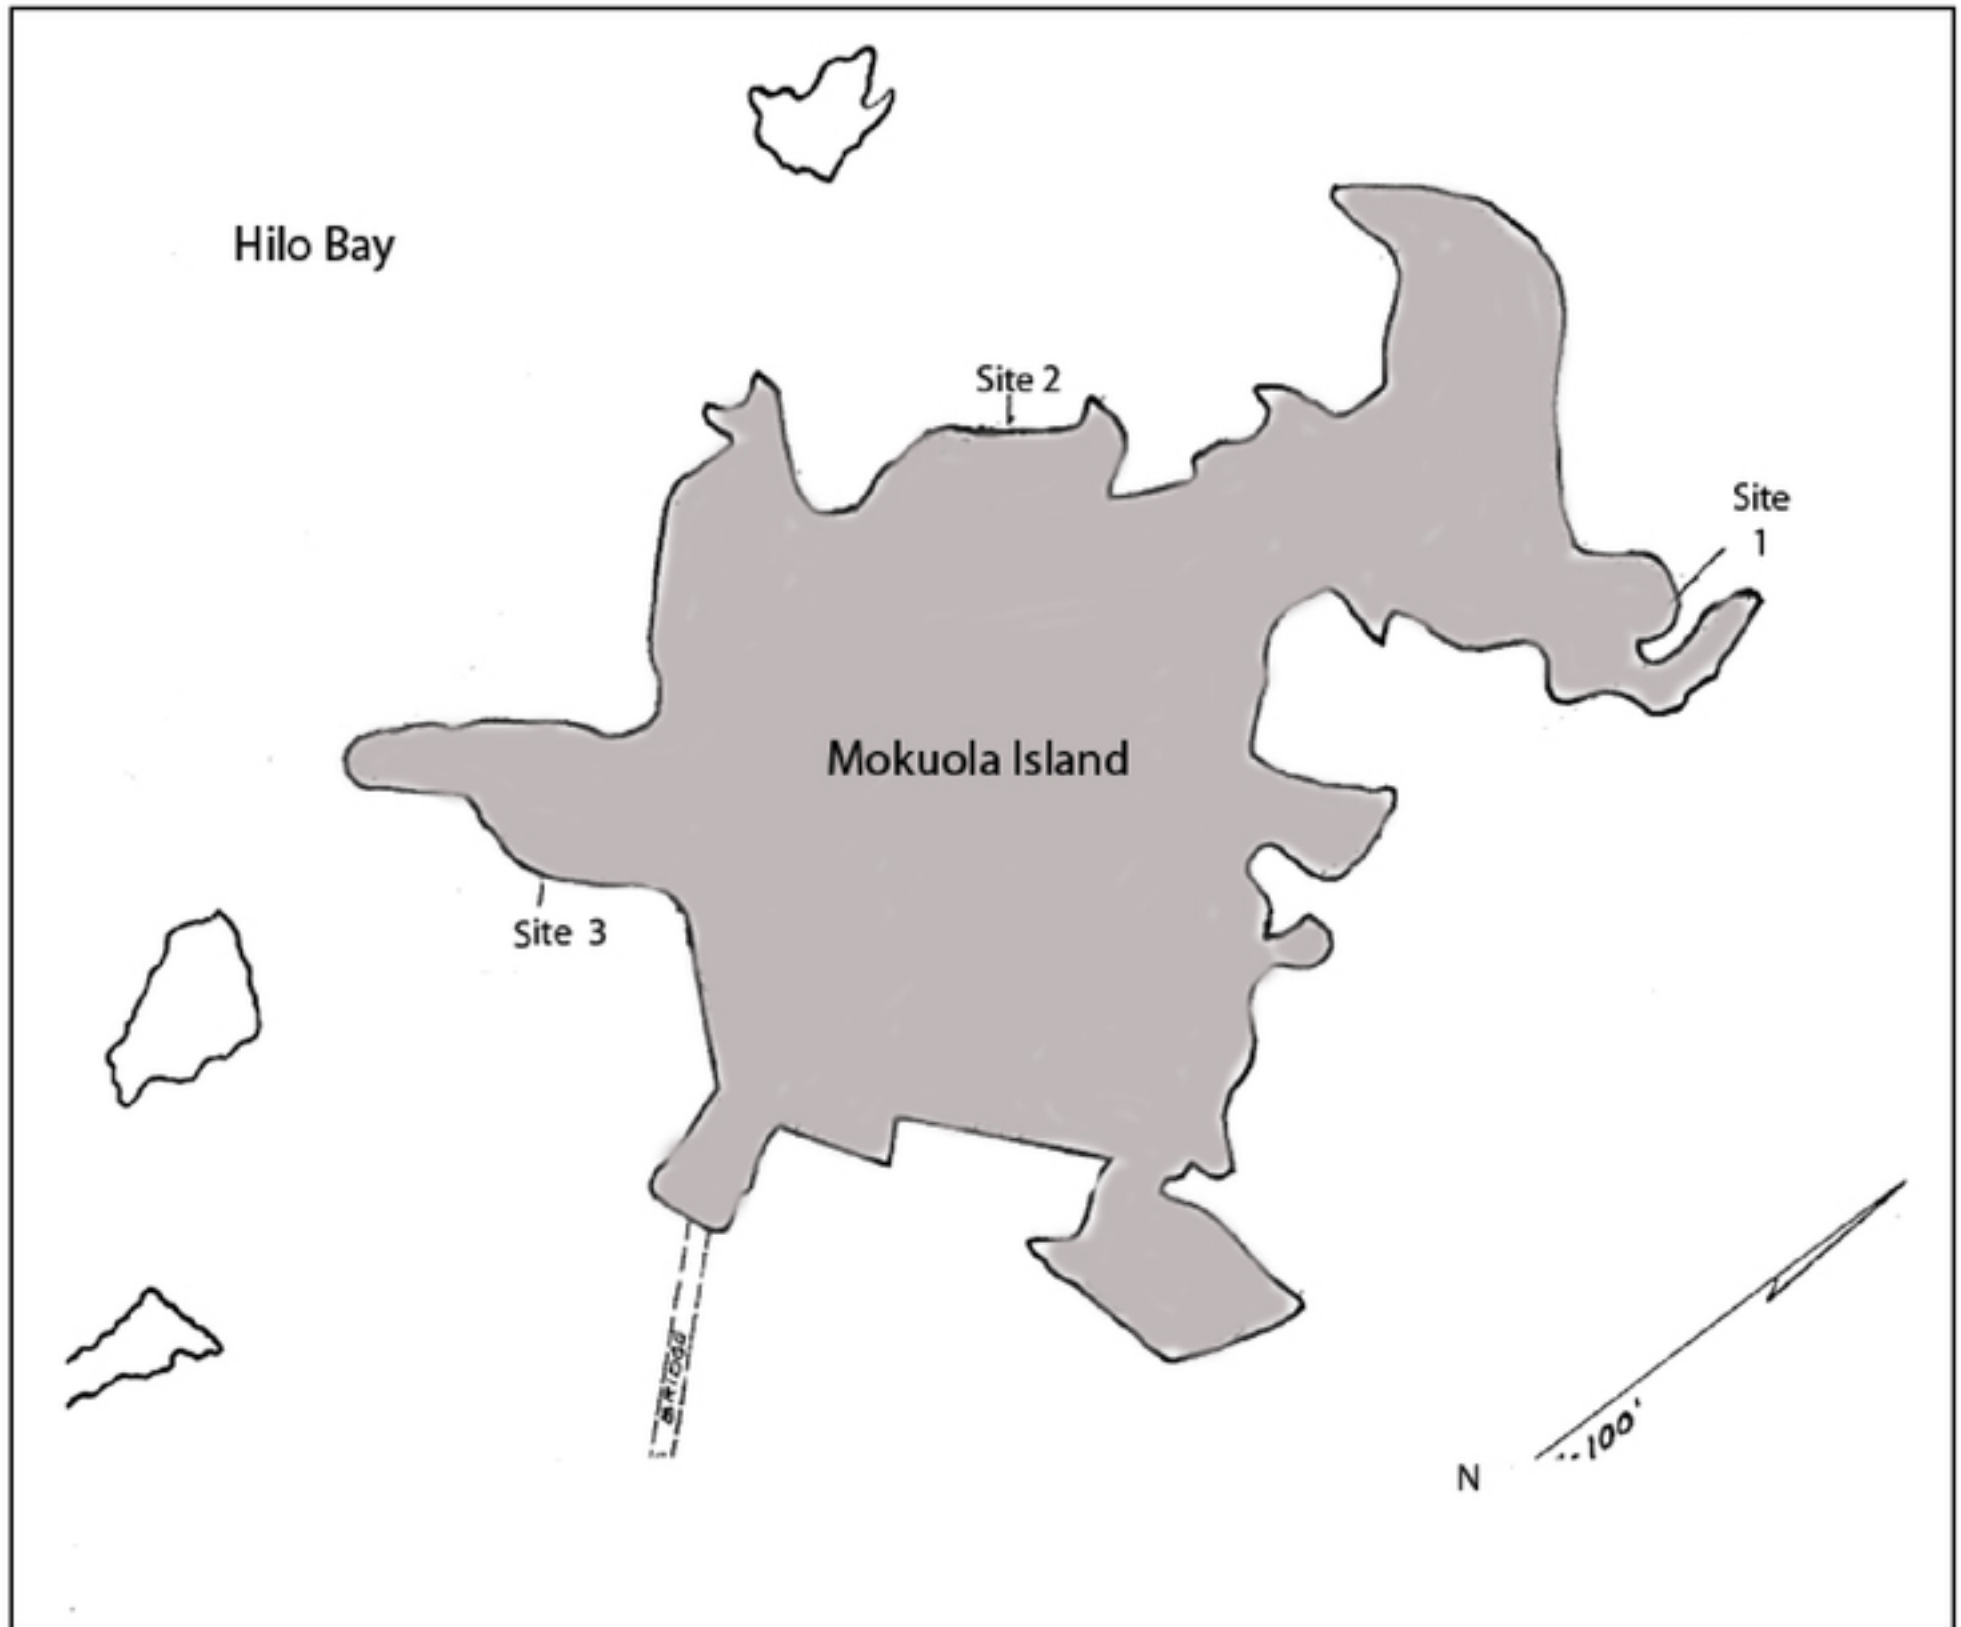 Hilo Bay
Site 2
Site
1
Mokuola Island
Site 3
BRIDGE
100'
N